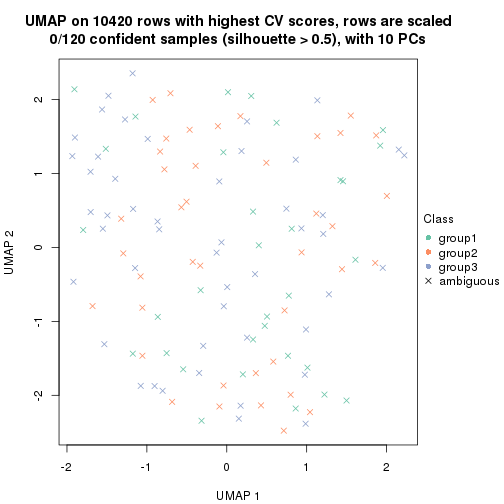 UMAP on 10420 rows with highest CV scores, rows are scaled
0/120 confident samples (silhouette > 0.5), with 10 PCs
2
1
0
-1
-2
UMAP 2
-2 -1 0 1 2
UMAP 1
Class
group1
group2
group3
ambiguous